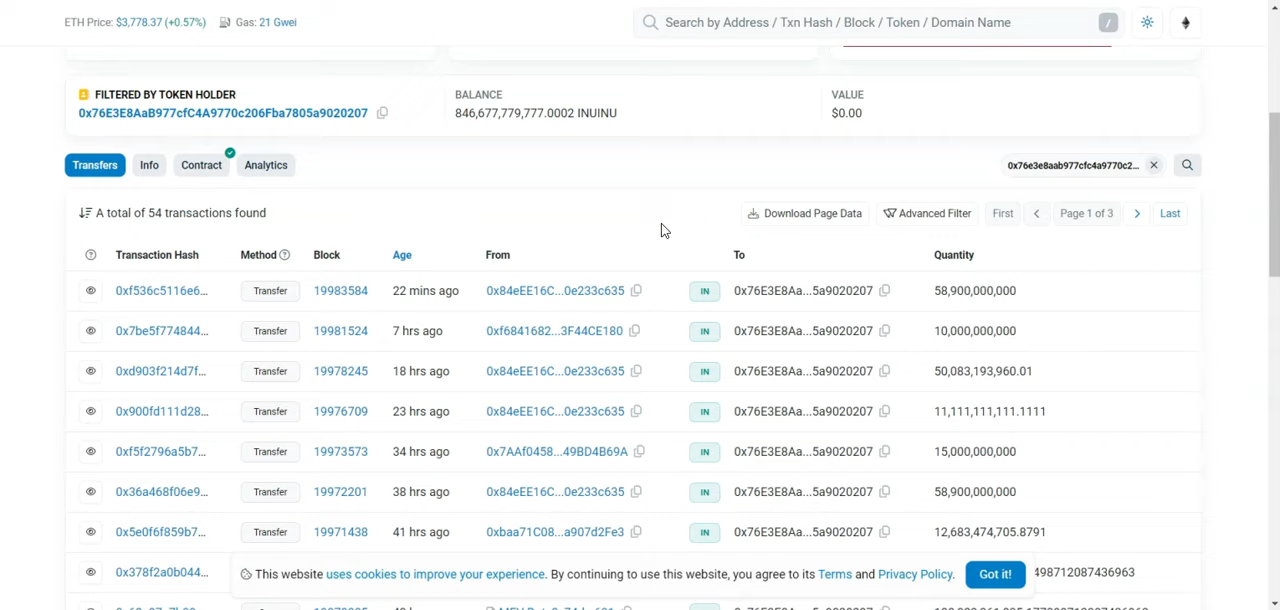 ETH Price: $3,778.37 (+0.57%) Gas: 21 Gwei
Search by Address / Txn Hash / Block / Token / Domain Name /
FILTERED BY TOKEN HOLDER BALANCE VALUE
0x76E3E8AaB977cfC4A9770c206Fba7805a9020207 846,677,779,777.0002 INUINU $0.00
Transfers Info Contract Analytics 0x76e3e8aab977cfc4a9770c2...
A total of 54 transactions found Download Page Data Advanced Filter First Page 1 of 3 Last
Transaction Hash Method Block Age From To Quantity
0xf536c5116e6... Transfer 19983584 22 mins ago 0x84eEE16C...0e233c635 IN 0x76E3E8Aa...5a9020207 58,900,000,000
0x7be5f774844... Transfer 19981524 7 hrs ago 0xf6841682...3F44CE180 IN 0x76E3E8Aa...5a9020207 10,000,000,000
0xd903f214d7f... Transfer 19978245 18 hrs ago 0x84eEE16C...0e233c635 IN 0x76E3E8Aa...5a9020207 50,083,193,960.01
0x900fd111d28... Transfer 19976709 23 hrs ago 0x84eEE16C...0e233c635 IN 0x76E3E8Aa...5a9020207 11,111,111,111.1111
0xf5f2796a5b7... Transfer 19973573 34 hrs ago 0x7AAf0458...49BD4B69A IN 0x76E3E8Aa...5a9020207 15,000,000,000
0x36a468f06e9... Transfer 19972201 38 hrs ago 0x84eEE16C...0e233c635 IN 0x76E3E8Aa...5a9020207 58,900,000,000
0x5e0f6f859b7... Transfer 19971438 41 hrs ago 0xbaa71C08...a907d2Fe3 IN 0x76E3E8Aa...5a9020207 12,683,474,705.8791
0x378f2a0b044... This website uses cookies to improve your experience. By continuing to use this website, you agree to its Terms and Privacy Policy. Got it! 498712087436963